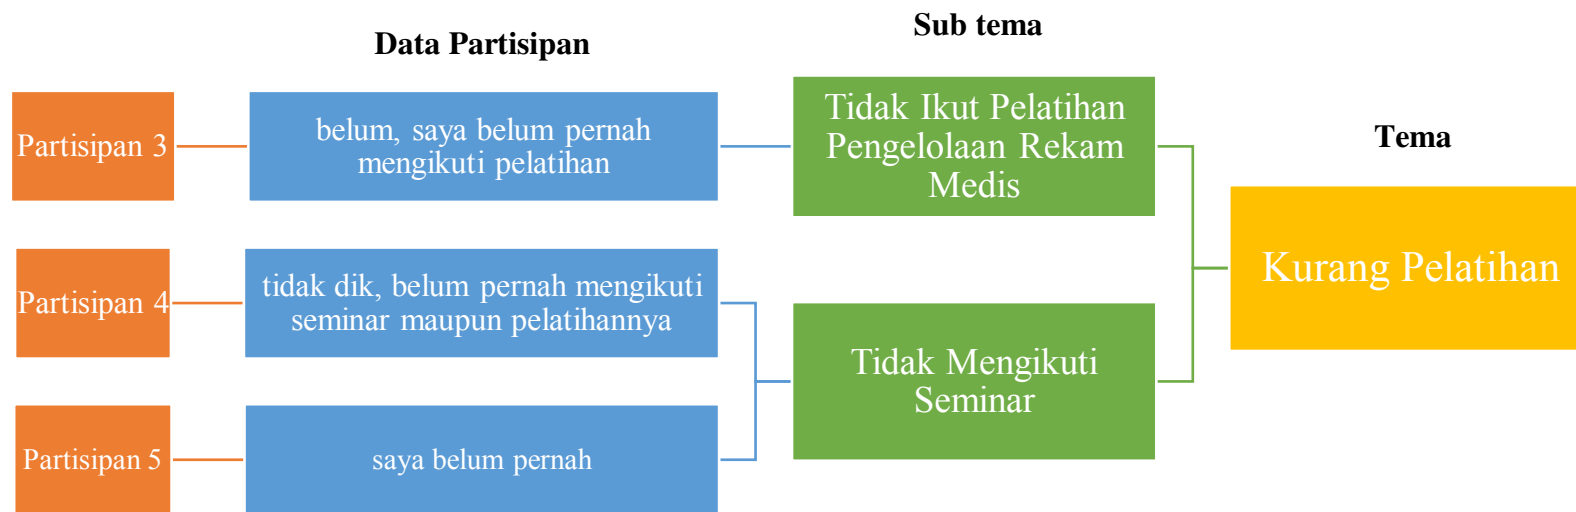 Data Partisipan
Sub tema
Tema
Partisipan 3
belum, saya belum pernah
mengikuti pelatihan
Tidak Ikut Pelatihan
Pengelolaan Rekam
Medis
Partisipan 4
tidak dik, belum pernah mengikuti
seminar maupun pelatihannya
Partisipan 5
saya belum pernah
Tidak Mengikuti
Seminar
Kurang Pelatihan